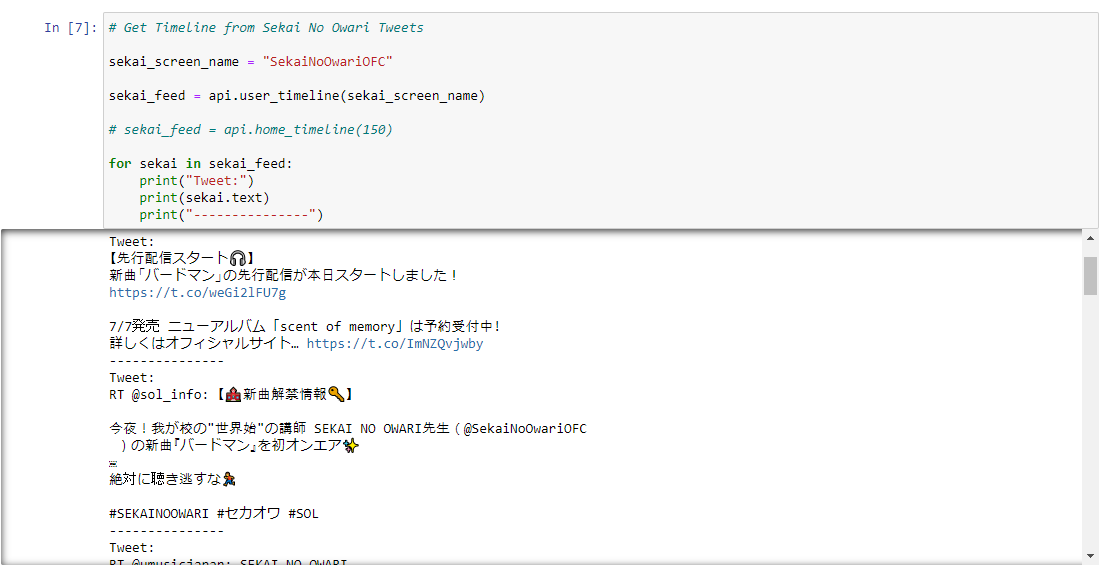 In [7]:
# Get Timeline from Sekai No Owari Tweets
sekai_screen_name = "SekaiNoOwariOFC"
sekai_feed = api.user_timeline(sekai_screen_name)
# sekai_feed = api.home_timeline(150)
for sekai in sekai_feed:
    print("Tweet:")
    print(sekai.text)
    print("---------------")
Tweet:
【先行配信スタート🎧】
新曲「バードマン」の先行配信が本日スタートしました！
https://t.co/weGi2lFU7g
7/7発売 ニューアルバム「scent of memory」は予約受付中!
詳しくはオフィシャルサイト… https://t.co/ImNZQvjwby
---------------
Tweet:
RT @sol_info: 【🏫新曲解禁情報🔑】
今夜！我が校の"世界始"の講師 SEKAI NO OWARI先生（@SekaiNoOwariOFC
）の新曲『バードマン』を初オンエア✨
絶対に聴き逃すな🏃
#SEKAINOOWARI #セカオワ #SOL
---------------
Tweet:
RT @umusicjapan: SEKAI NO OWARI